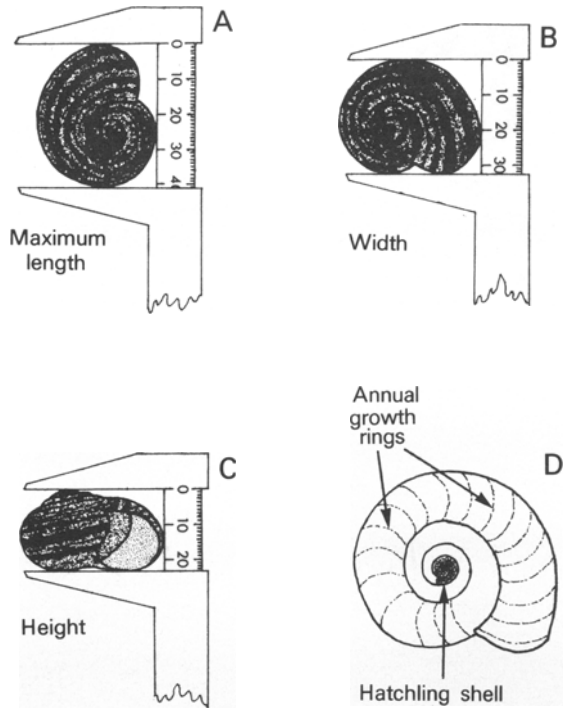 A
0
10
20
30
40
Maximum
length
B
0
10
20
30
Width
C
0
10
20
Height
D
Annual
growth
rings
Hatchling shell